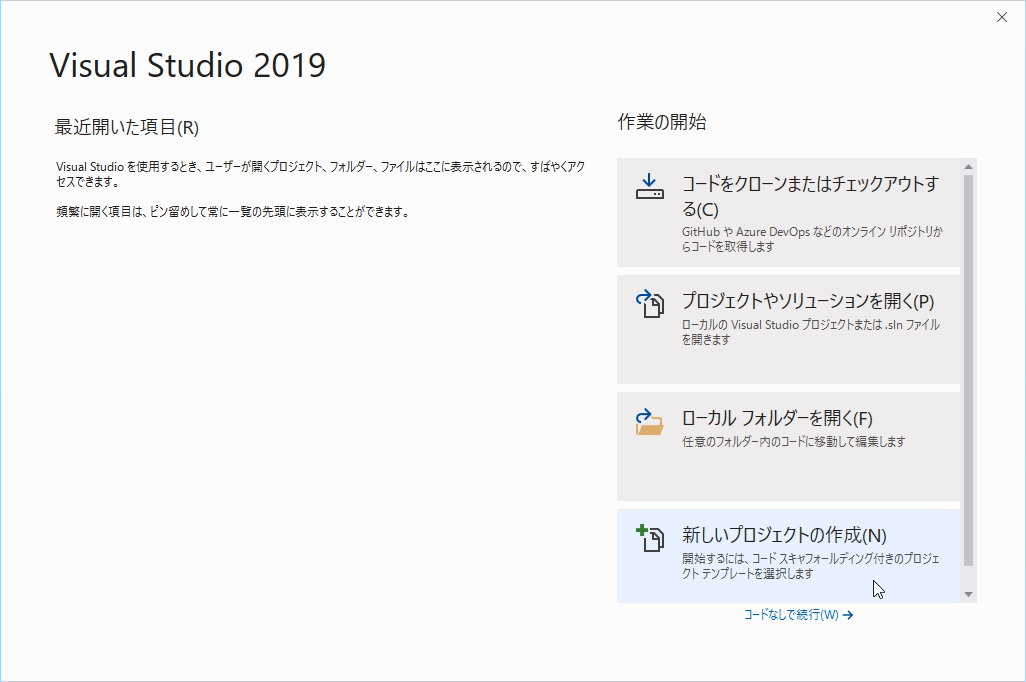 Visual Studio 2019
最近開いた項目(R)
Visual Studio を使用するとき、ユーザーが開くプロジェクト、フォルダー、ファイルはここに表示されるので、すばやくアク
セスできます。
頻繁に開く項目は、ピン留めして常に一覧の先頭に表示することができます。
作業の開始
コードをクローンまたはチェックアウトす
る(C)
GitHub や Azure DevOps などのオンライン リポジトリか
らコードを取得します
プロジェクトやソリューションを開く(P)
ローカルの Visual Studio プロジェクトまたは .sln ファイル
を開きます
ローカル フォルダーを開く(F)
任意のフォルダー内のコードに移動して編集します
新しいプロジェクトの作成(N)
開始するには、コード スキャフォールディング付きのプロジェ
クト テンプレートを選択します
コードなしで続行(W) →